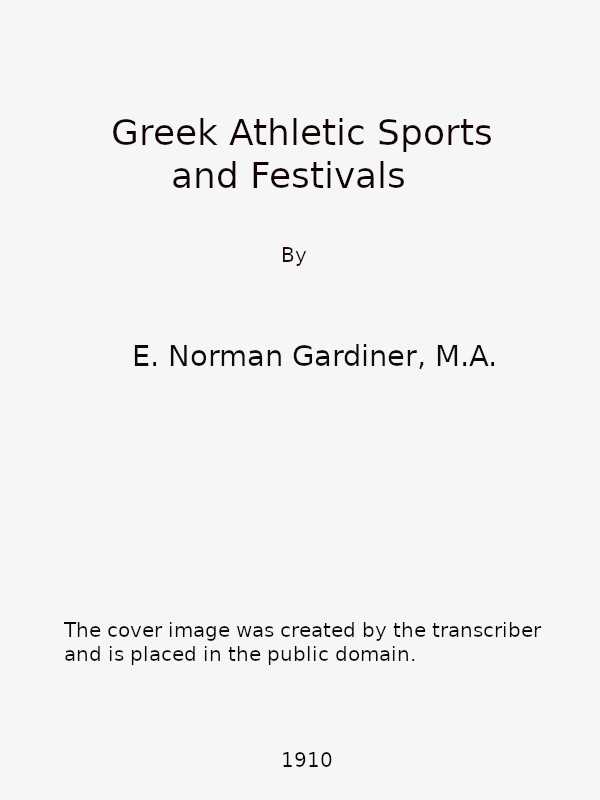 Greek Athletic Sports
and Festivals
By
E. Norman Gardiner, M.A.
The cover image was created by the transcriber
and is placed in the public domain.
1910